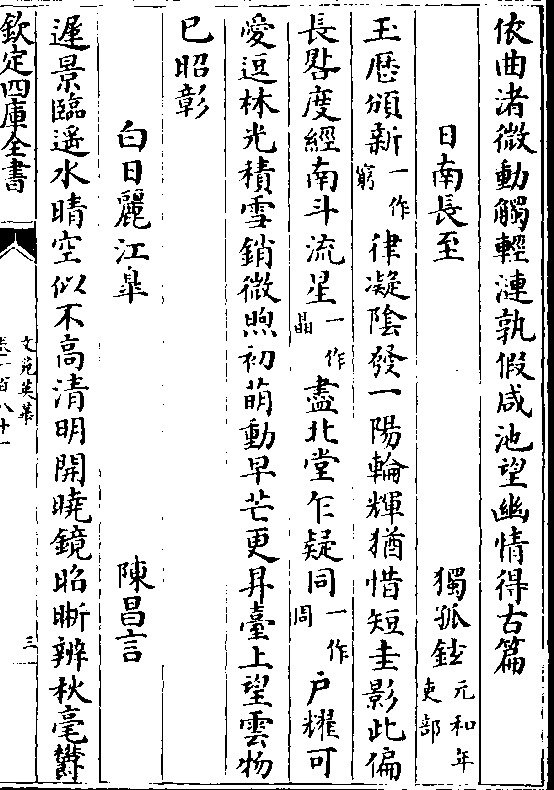 依曲渚微動觸輕漣孰假咸池望幽情得古篇
日南長至　獨孤鉉元和年吏部
玉厯頒新一作窮律凝陰發一陽輪輝猶惜短圭影此偏
長晷度經南斗流星一作晶盡北堂乍疑同一作周户耀可
愛逗林光積雪銷微煦初萌動早芒更昇臺上望雲物
已昭彰
白日麗江皐　陳昌言
遲景臨遥水晴空似不高清明開曉鏡昭晰辨秋毫鬱
欽定四庫全書
文苑英華
卷一百八十一
三